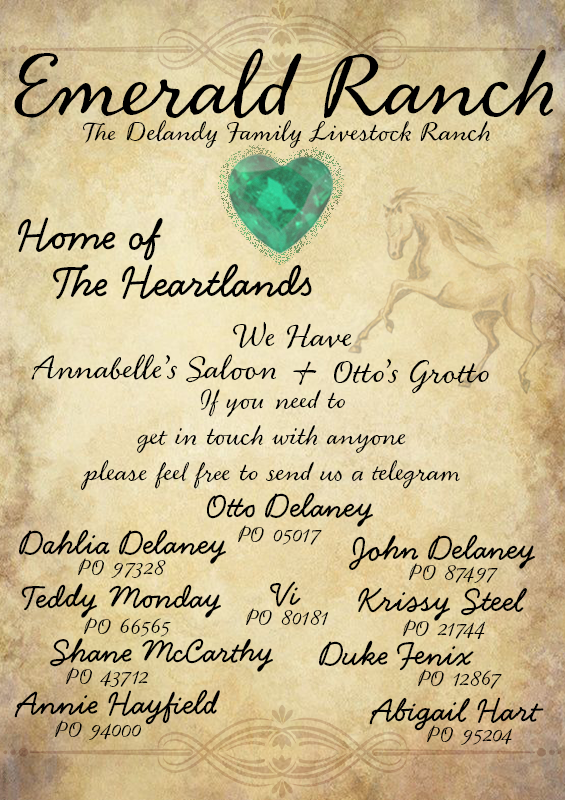 Emerald Ranch
The Delandy Family Livestock Ranch
Home of
The Heartlands
We Have
Annabelle's Saloon + Otto's Grotto
If you need to
get in touch with anyone
please feel free to send us a telegram
Otto Delaney
PO 05017
Dahlia Delaney
PO 97328
John Delaney
PO 87497
Teddy Monday
PO 66565
Vi
PO 80181
Krissy Steel
PO 21744
Shane McCarthy
PO 43712
Duke Fenix
PO 12867
Annie Hayfield
PO 94000
Abigail Hart
PO 95204